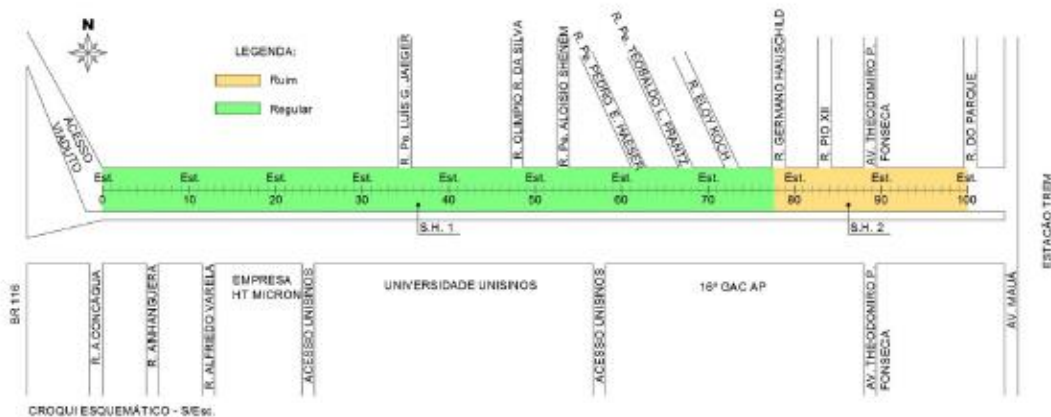 N
LEGENDA:
Ruim
Regular
ACESSO
VIADUTO
R. Pe. LUIS G. JAEGER
R. OLIMPIO R. DA SILVA
R. Pe. ALOISIO SHENEM
R. Pe. PEDRO E. HAESER
R. Pe. TEOBALDO L. FRANTZ
R. ELOY KOCH
R. GERMANO HAUSCHILD
R. PIO XII
AV. THEODOMIRO P.
FONSECA
R. DO PARQUE
Est. Est. Est. Est. Est. Est. Est. Est. Est. Est. Est.
0 10 20 30 40 50 60 70 80 90 100
S.H. 1
S.H. 2
ESTAÇÃO TREM
BR 116
R. ACONCÁGUA
R. ANHANGUERA
R. ALFREDO VARELA
EMPRESA
HT MICRON
ACESSO UNISINOS
UNIVERSIDADE UNISINOS
ACESSO UNISINOS
16º GAC AP
AV. THEODOMIRO P.
FONSECA
AV. MAUÁ
CROQUI ESQUEMÁTICO - S/Esc.